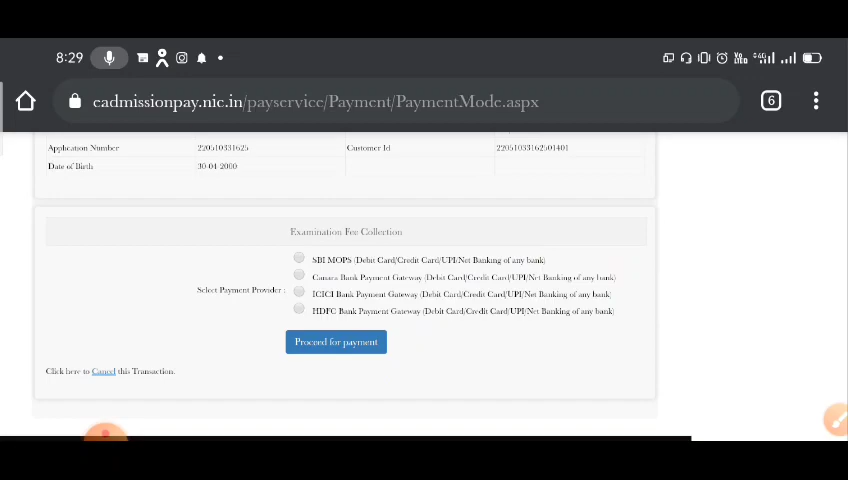 8:29
4G
cadmissionpay.nic.in/payservice/Payment/PaymentMode.aspx
6
Application Number 220510331625 Customer Id 22051033162501401
Date of Birth 30-04-2000
Examination Fee Collection
Select Payment Provider :
SBI MOPS (Debit Card/Credit Card/UPI/Net Banking of any bank)
Canara Bank Payment Gateway (Debit Card/Credit Card/UPI/Net Banking of any bank)
ICICI Bank Payment Gateway (Debit Card/Credit Card/UPI/Net Banking of any bank)
HDFC Bank Payment Gateway (Debit Card/Credit Card/UPI/Net Banking of any bank)
Proceed for payment
Click here to Cancel this Transaction.